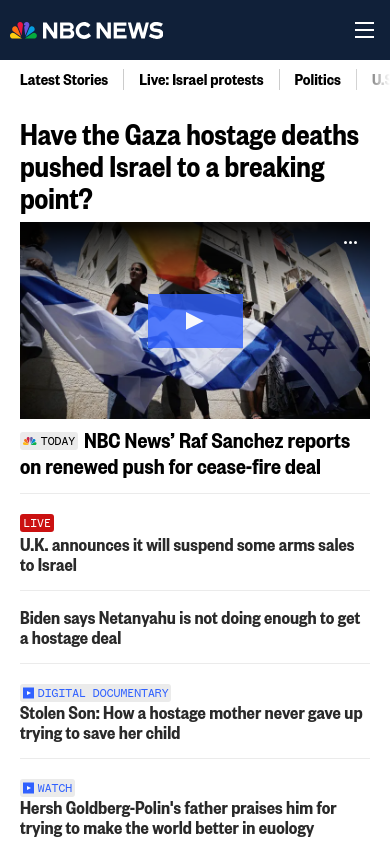 NBC NEWS
Latest Stories
Live: Israel protests
Politics
Have the Gaza hostage deaths
pushed Israel to a breaking
point?
TODAY NBC News’ Raf Sanchez reports
on renewed push for cease-fire deal
LIVE
U.K. announces it will suspend some arms sales
to Israel
Biden says Netanyahu is not doing enough to get
a hostage deal
DIGITAL DOCUMENTARY
Stolen Son: How a hostage mother never gave up
trying to save her child
WATCH
Hersh Goldberg-Polin's father praises him for
trying to make the world better in euology